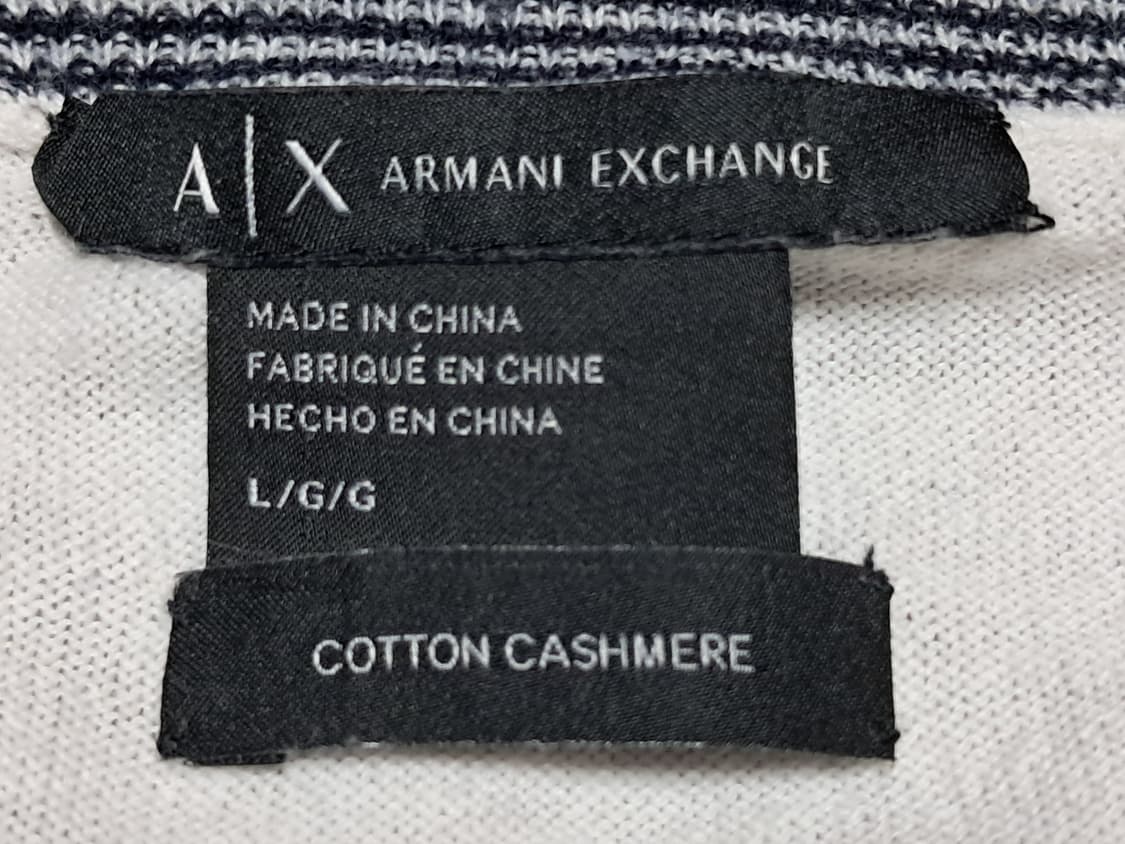 A|X ARMANI EXCHANGE
MADE IN CHINA
FABRIQUÉ EN CHINE
HECHO EN CHINA
L/G/G
COTTON CASHMERE